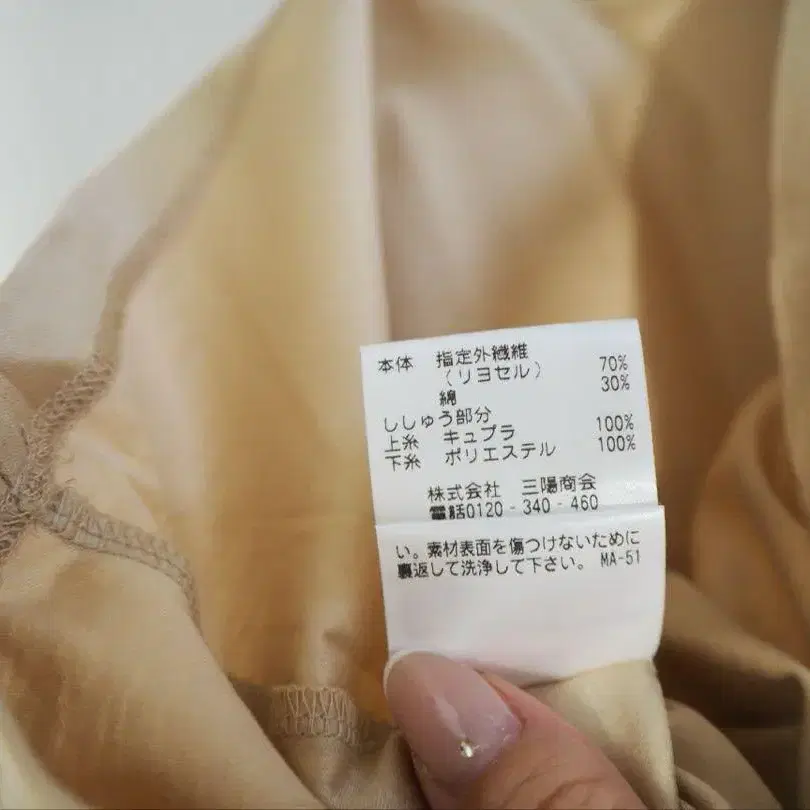 本体 指定外繊維
（リヨセル） 70%
綿 30%
ししゅう部分
上糸 キュプラ 100%
下糸 ポリエステル 100%
株式会社 三陽商会
電話0120-340-460
い。素材表面を傷つけないために
裏返して洗浄して下さい。 MA-51